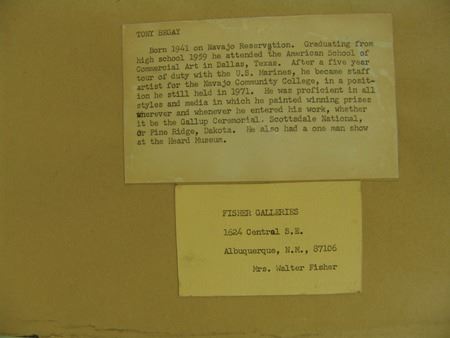 TONY BEGAY
Born 1941 on Navajo Reservation. Graduating from
high school 1959 he attended the American School of
Commercial Art in Dallas, Texas. After a five year
tour of duty with the U.S. Marines, he became staff
artist for the Navajo Community College, in a posit-
ion he still held in 1971. He was proficient in all
styles and media in which he painted winning prizes
wherever and whenever he entered his work, whether
it be the Gallup Ceremonial, Scottsdale National,
or Pine Ridge, Dakota. He also had a one man show
at the Heard Museum.
FISHER GALLERIES
1624 Central S.E.
Albuquerque, N.M., 87106
Mrs. Walter Fisher